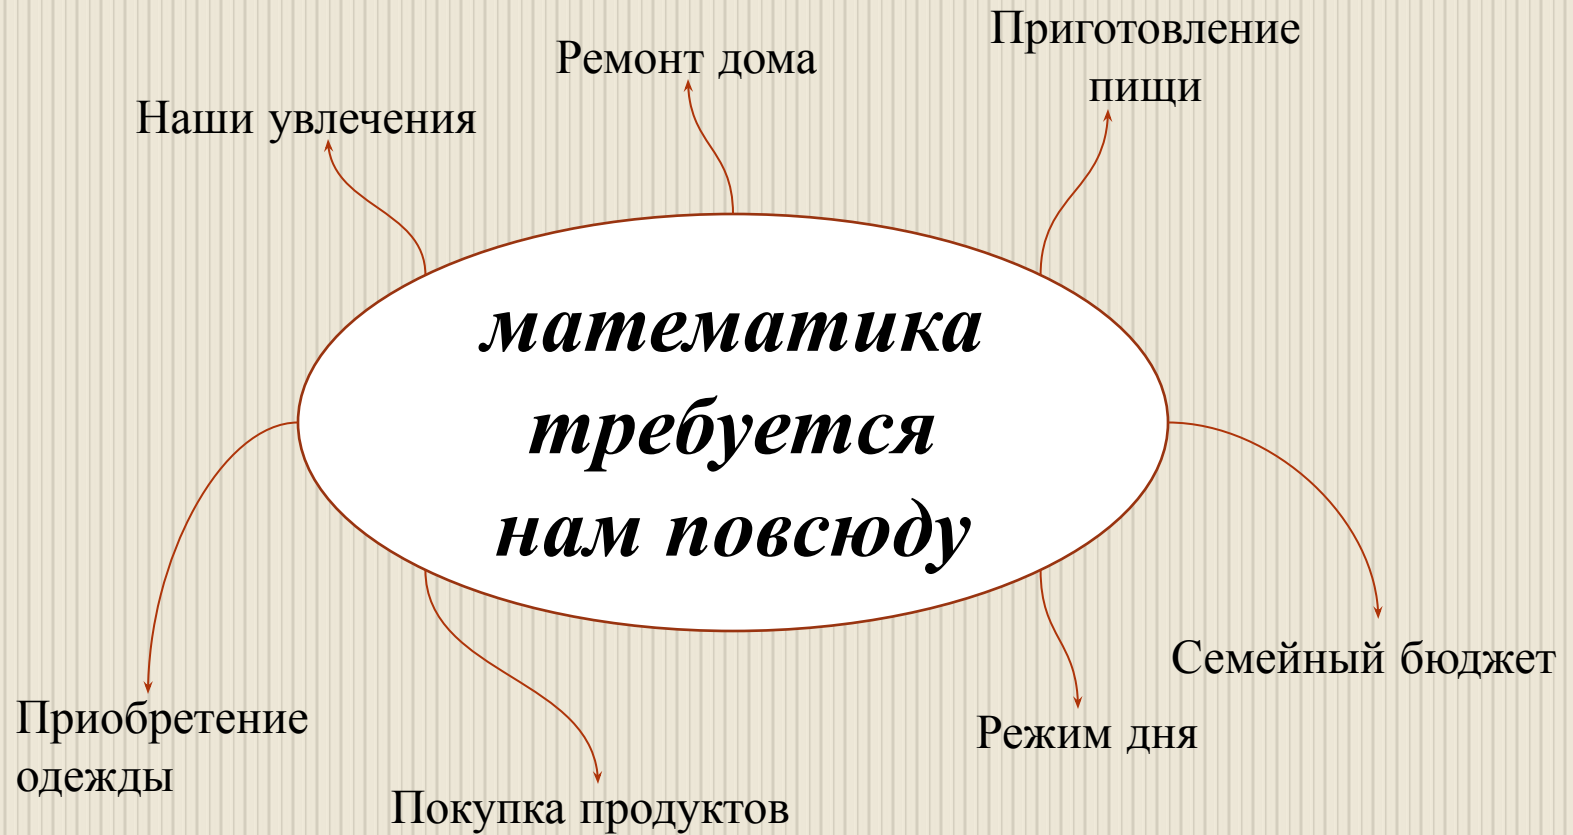 Приготовление
пищи
Ремонт дома
Наши увлечения
математика
требуется
нам повсюду
Семейный бюджет
Приобретение
одежды
Режим дня
Покупка продуктов